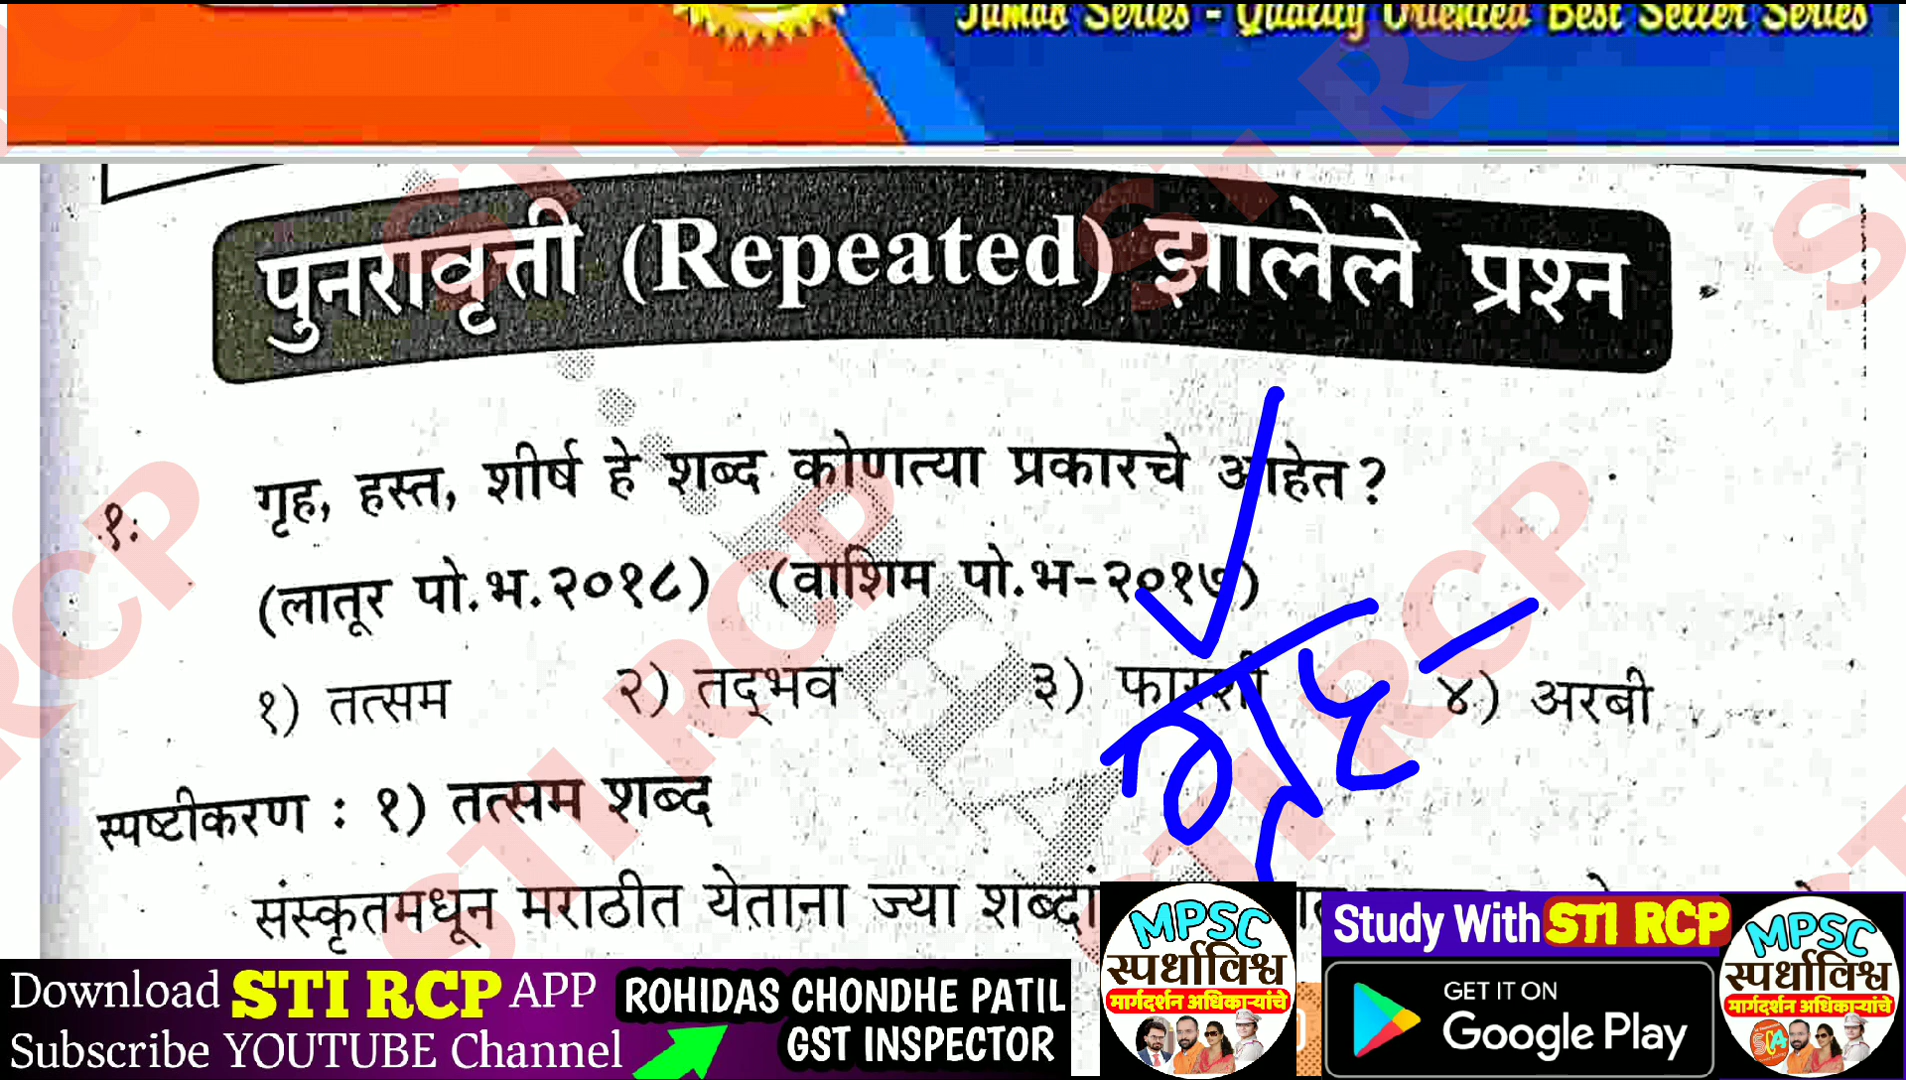 Jumbo Series - Quality Oriented Best Seller Series
पुनरावृत्ती (Repeated) झालेले प्रश्न
१. गृह, हस्त, शीर्ष हे शब्द कोणत्या प्रकारचे आहेत?
(लातूर पो.भ.२०१८) (वाशिम पो.भ-२०१७)
१) तत्सम २) तद्भव ३) फारशी ४) अरबी
गृह
स्पष्टीकरण : १) तत्सम शब्द
संस्कृतमधून मराठीत येताना ज्या
STI RCP
Download STI RCP APP
Subscribe YOUTUBE Channel
ROHIDAS CHONDHE PATIL
GST INSPECTOR
MPSC
स्पर्धाविश्व
मार्गदर्शन अधिकाऱ्यांचे
Study With STI RCP
GET IT ON
Google Play
MPSC
स्पर्धाविश्व
मार्गदर्शन अधिकाऱ्यांचे
SCA